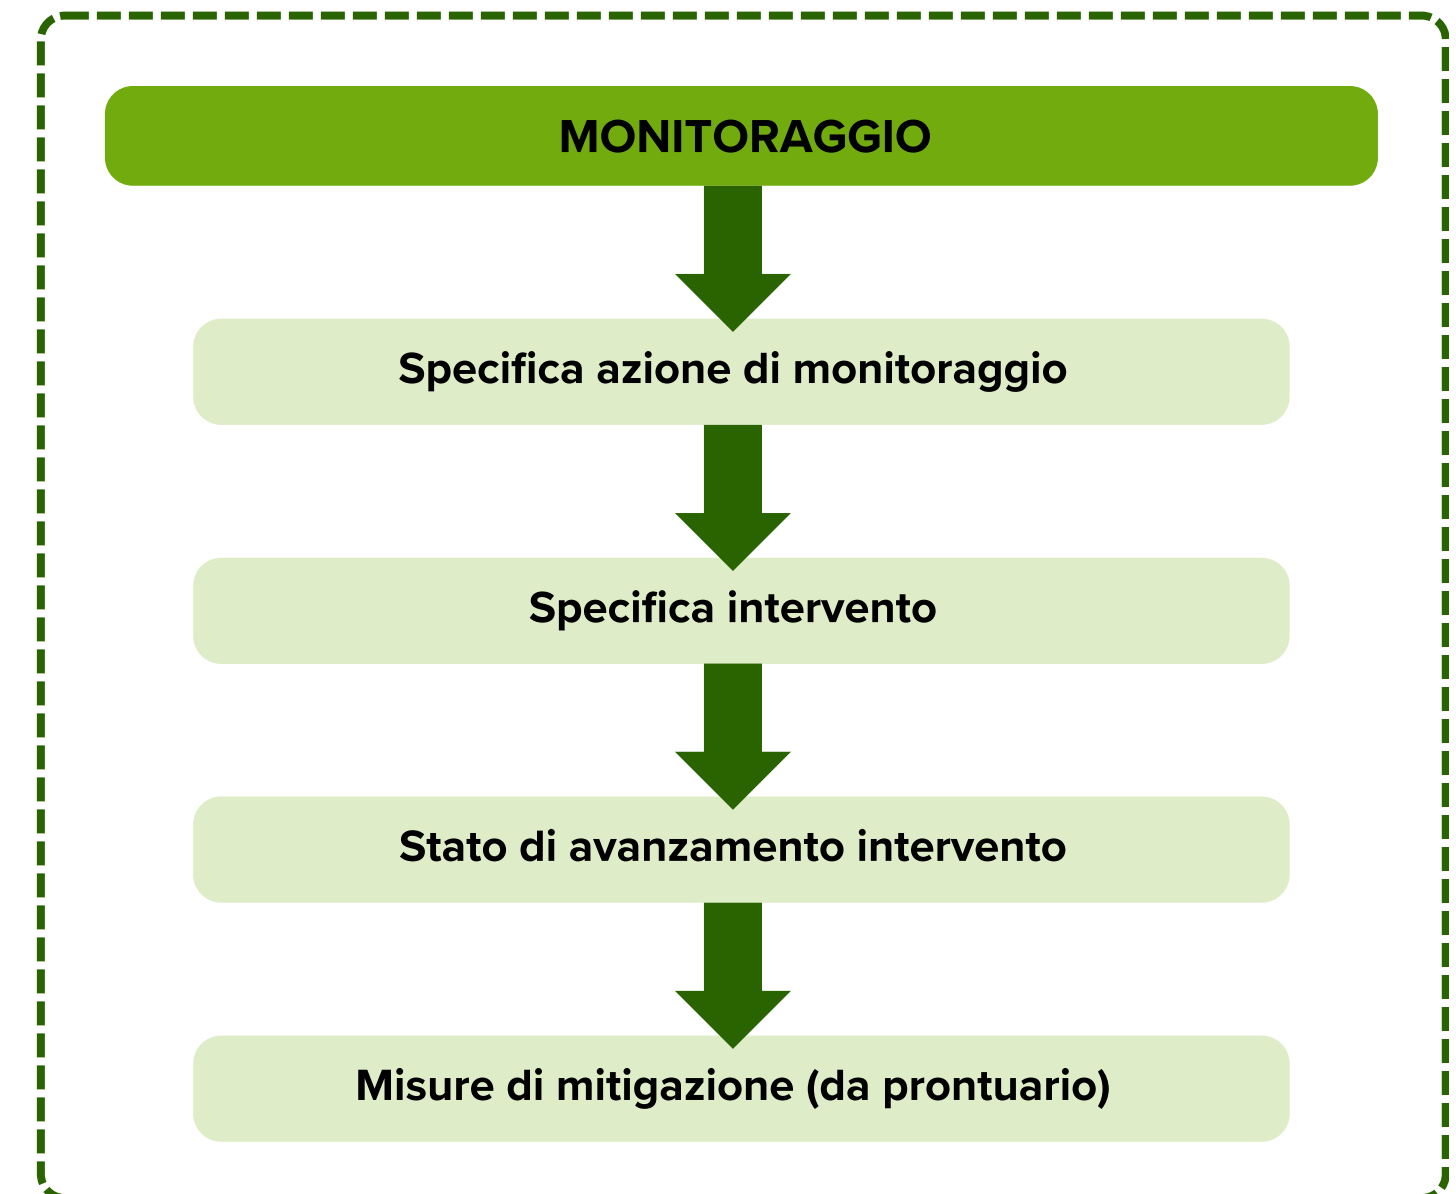 MONITORAGGIO
Specifica azione di monitoraggio
Specifica intervento
Stato di avanzamento intervento
Misure di mitigazione (da prontuario)